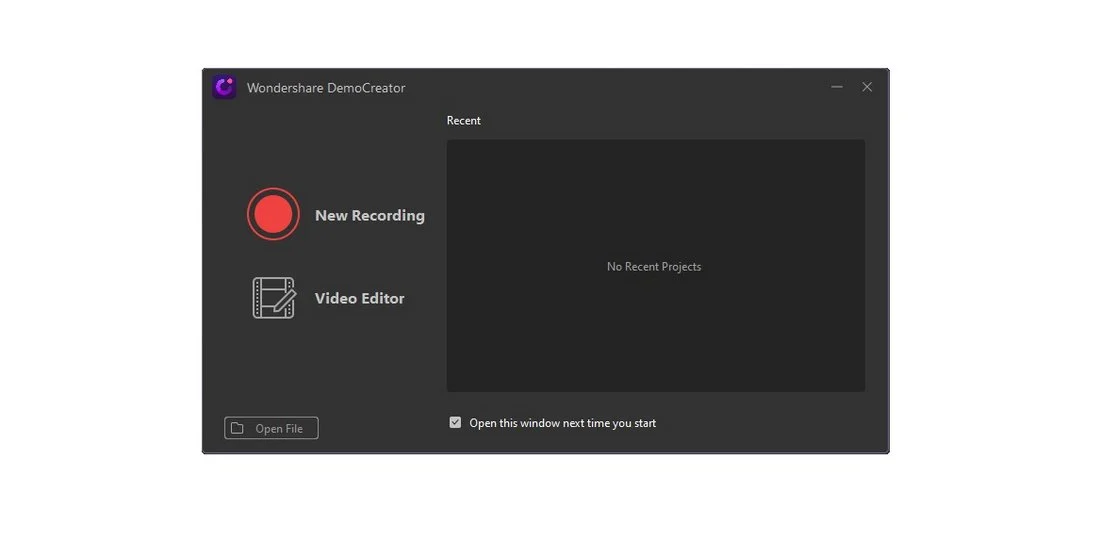 Wondershare DemoCreator
Recent
New Recording
No Recent Projects
Video Editor
Open this window next time you start
Open File